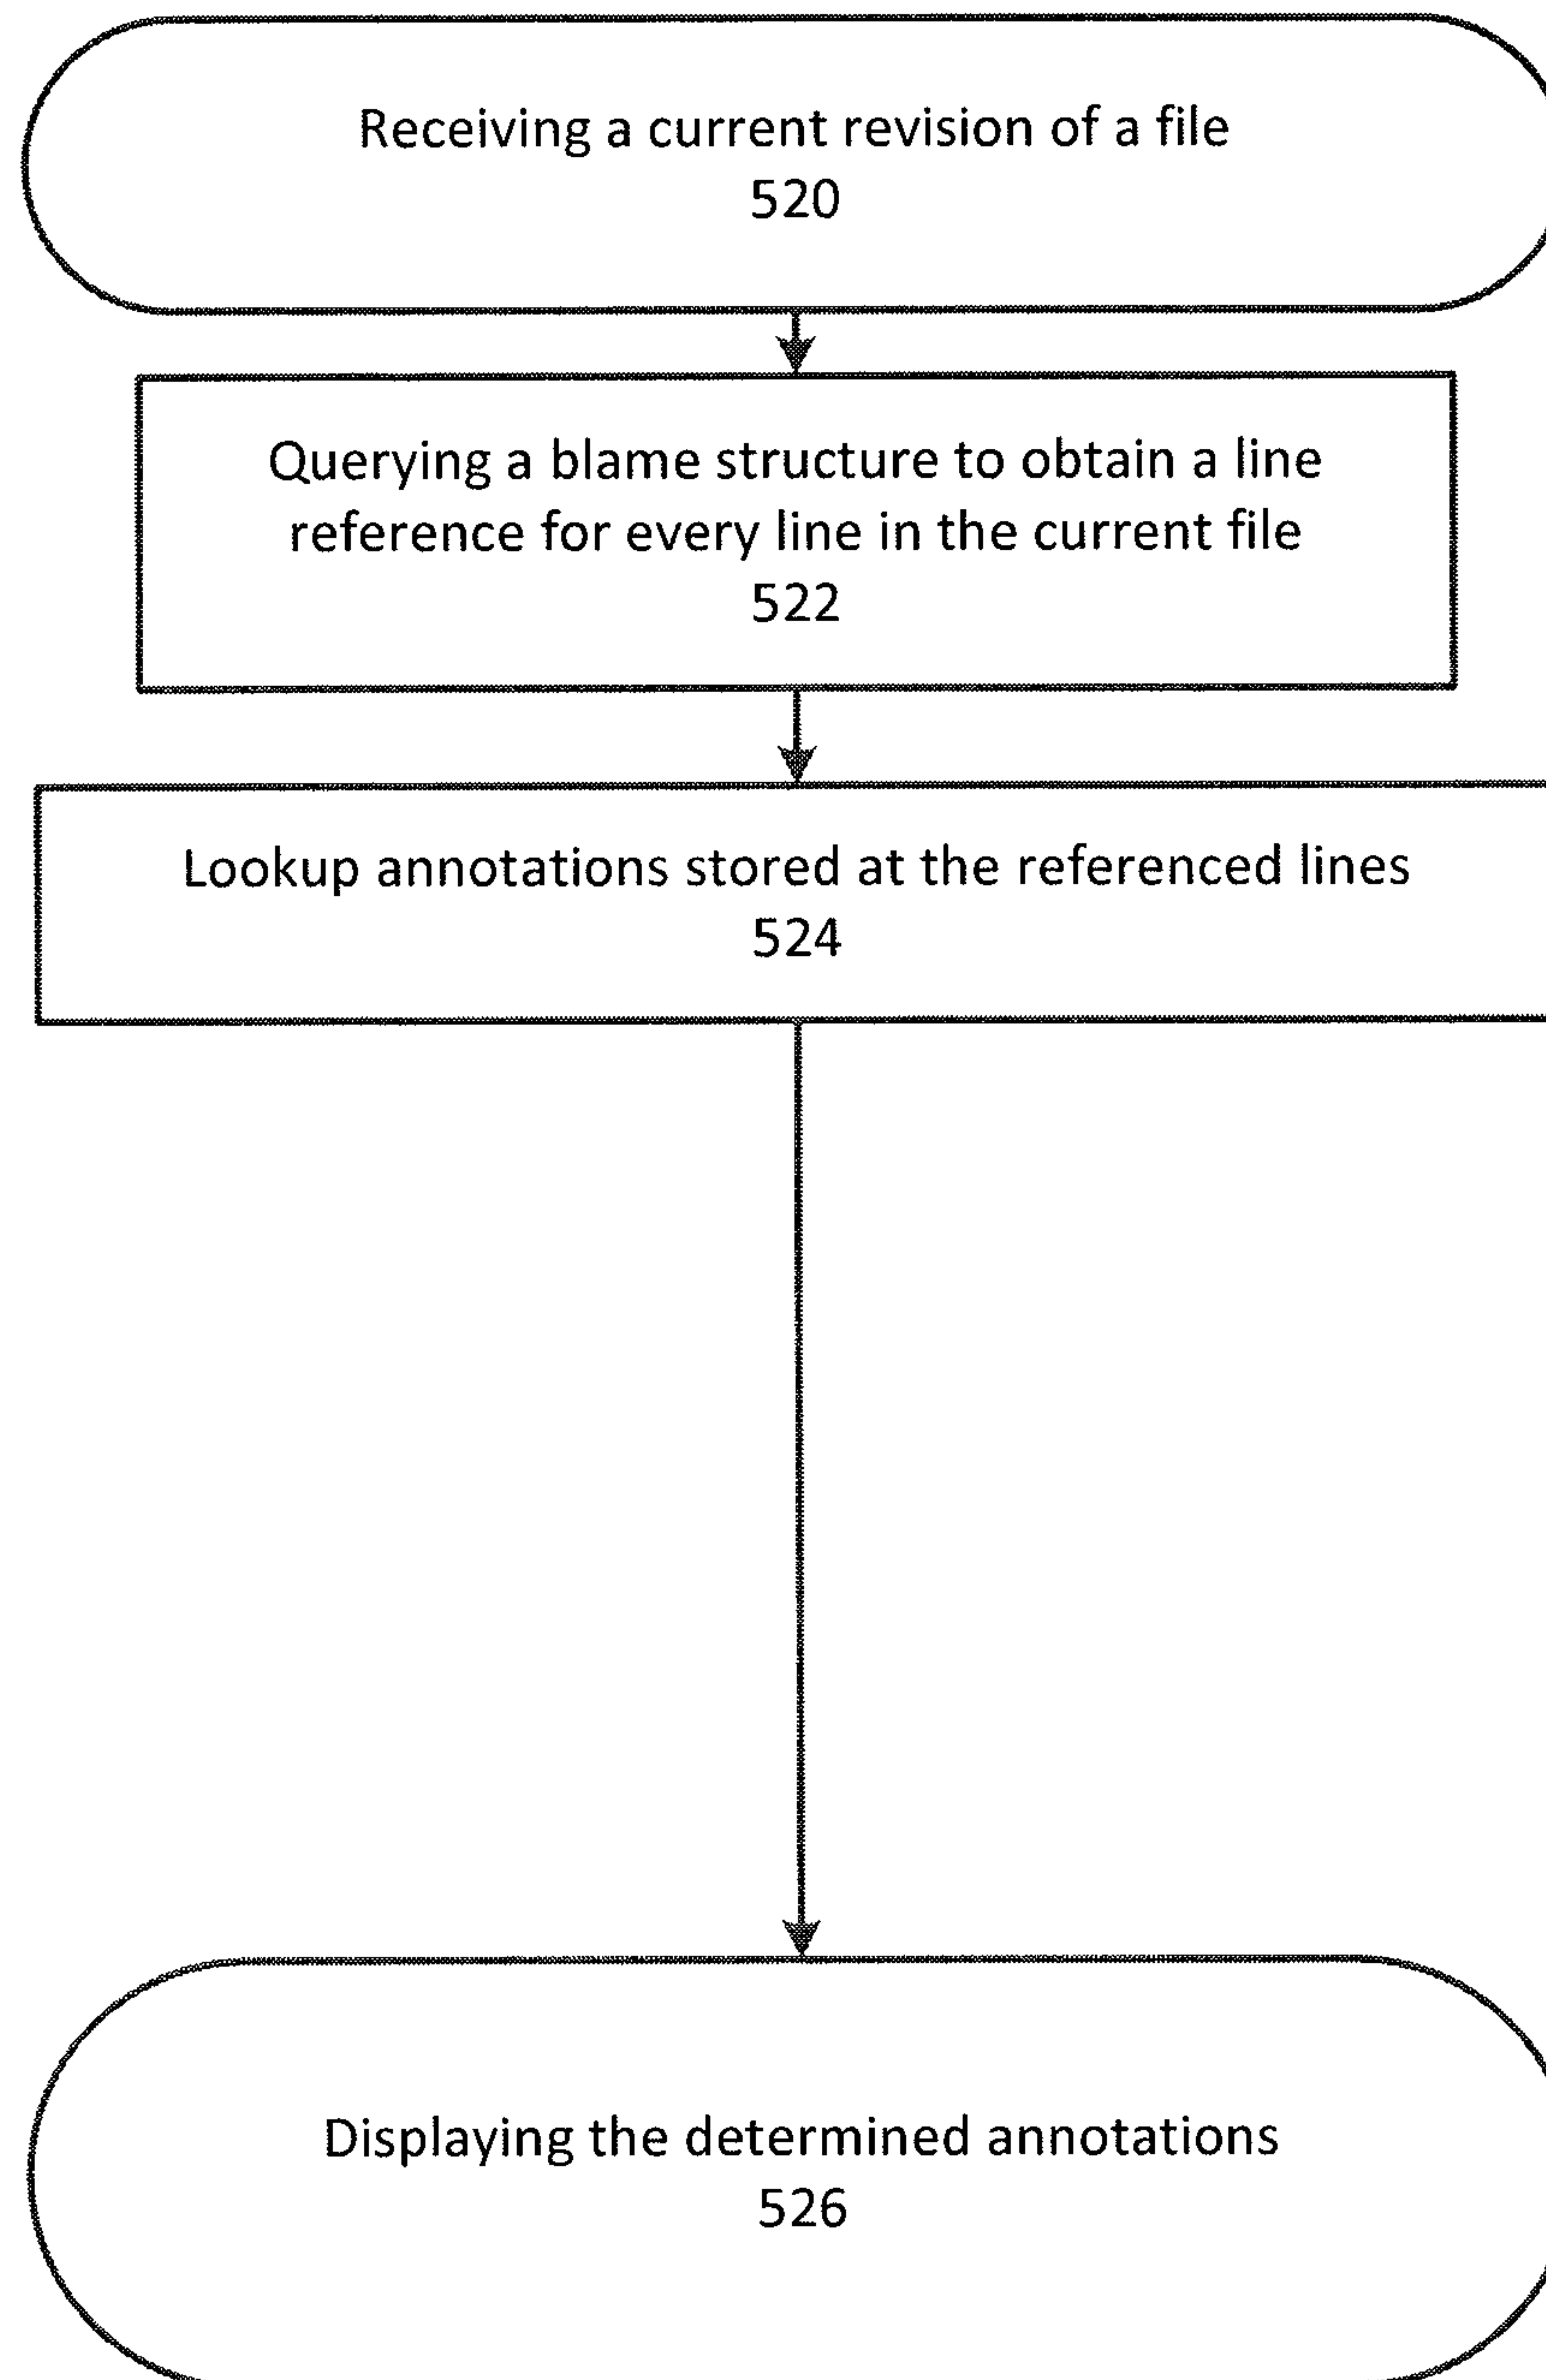 Receiving a current revision of a file
520
Querying a blame structure to obtain a line
reference for every line in the current file
522
Lookup annotations stored at the referenced lines
524
Displaying the determined annotations
526